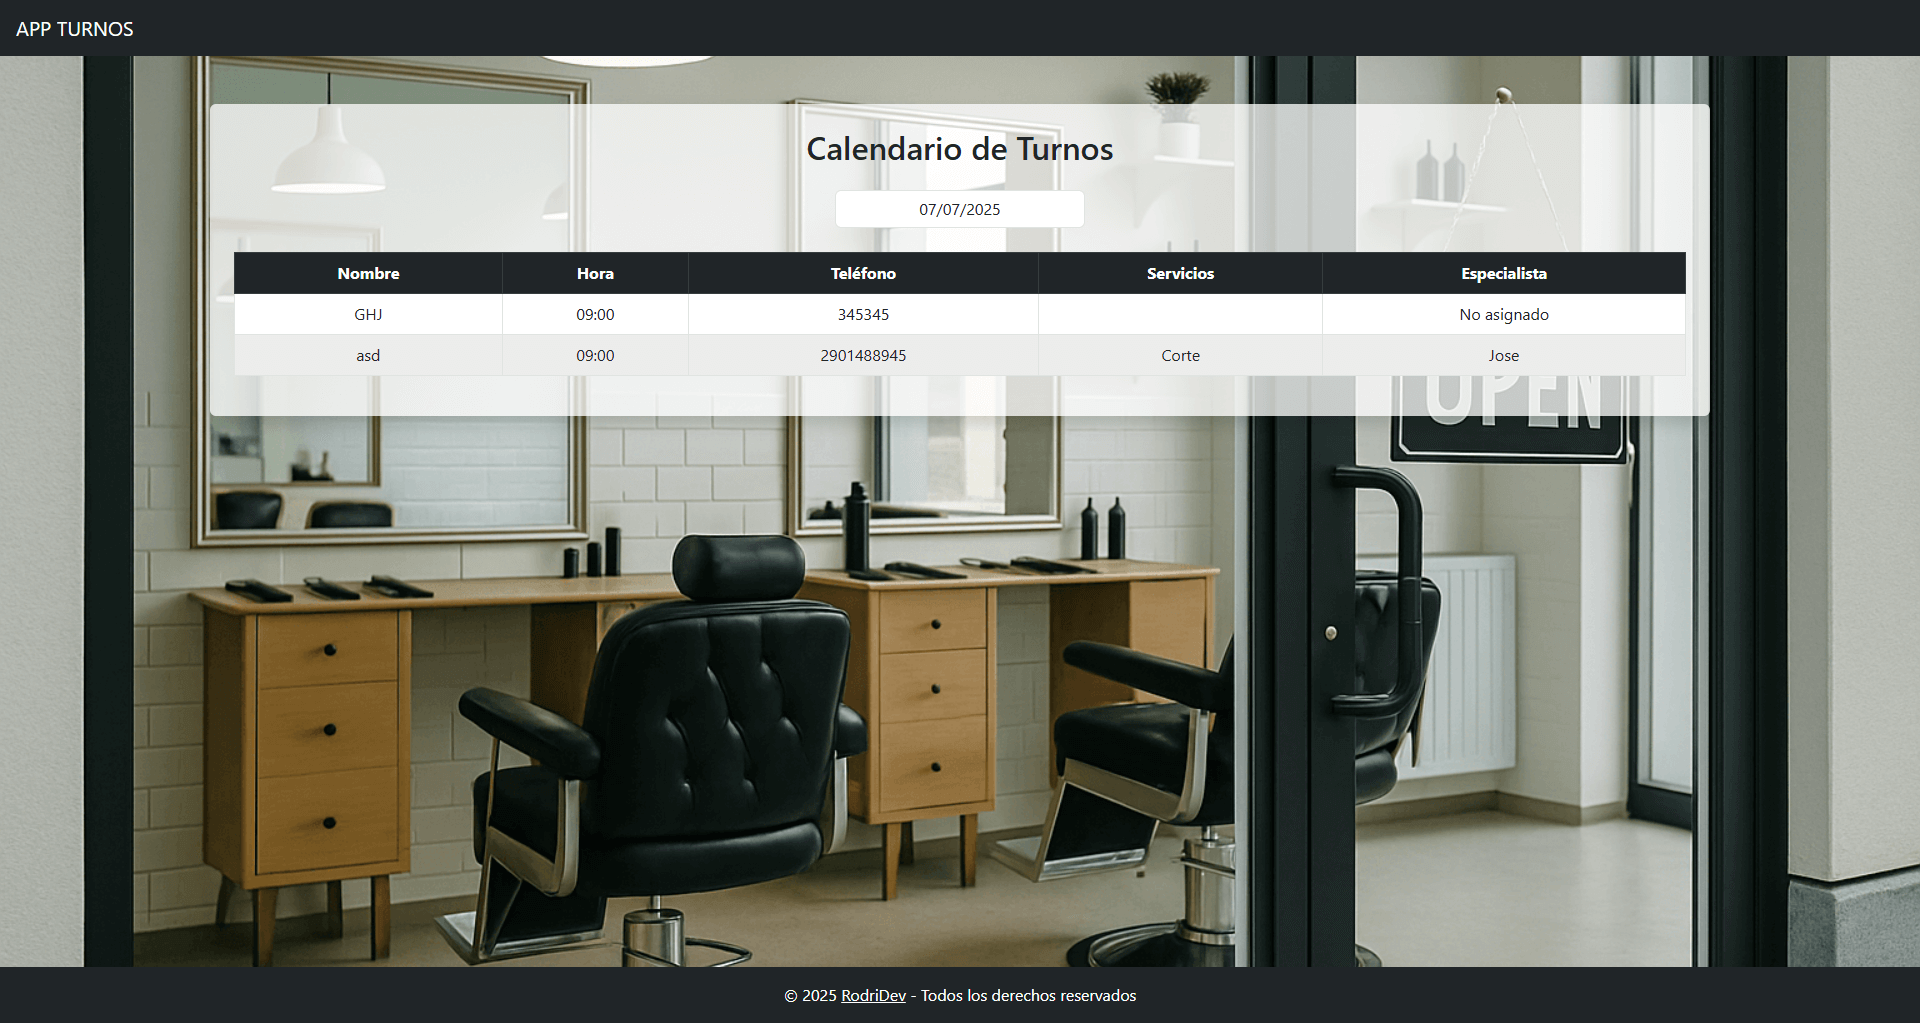 APP TURNOS
Calendario de Turnos
07/07/2025
Nombre Hora Teléfono Servicios Especialista
GHJ 09:00 345345 No asignado
asd 09:00 2901488945 Corte Jose
OPEN
© 2025 RodriDev - Todos los derechos reservados